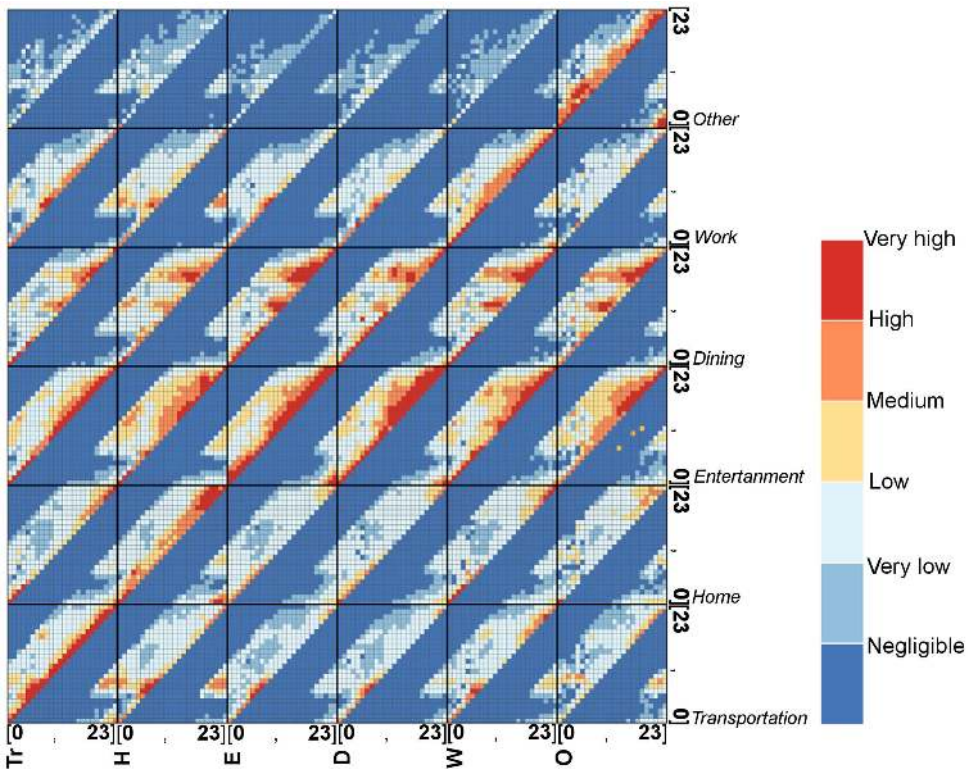 23]
,
[0
Other
23]
,
[0
Work
23]
,
[0
Dining
23]
,
[0
Entertanment
23]
,
[0
Home
23]
,
[0
Transportation
Very high
High
Medium
Low
Very low
Negligible
[0 , 23][0 , 23][0 , 23][0 , 23][0 , 23][0 , 23]
Tr H E D W O